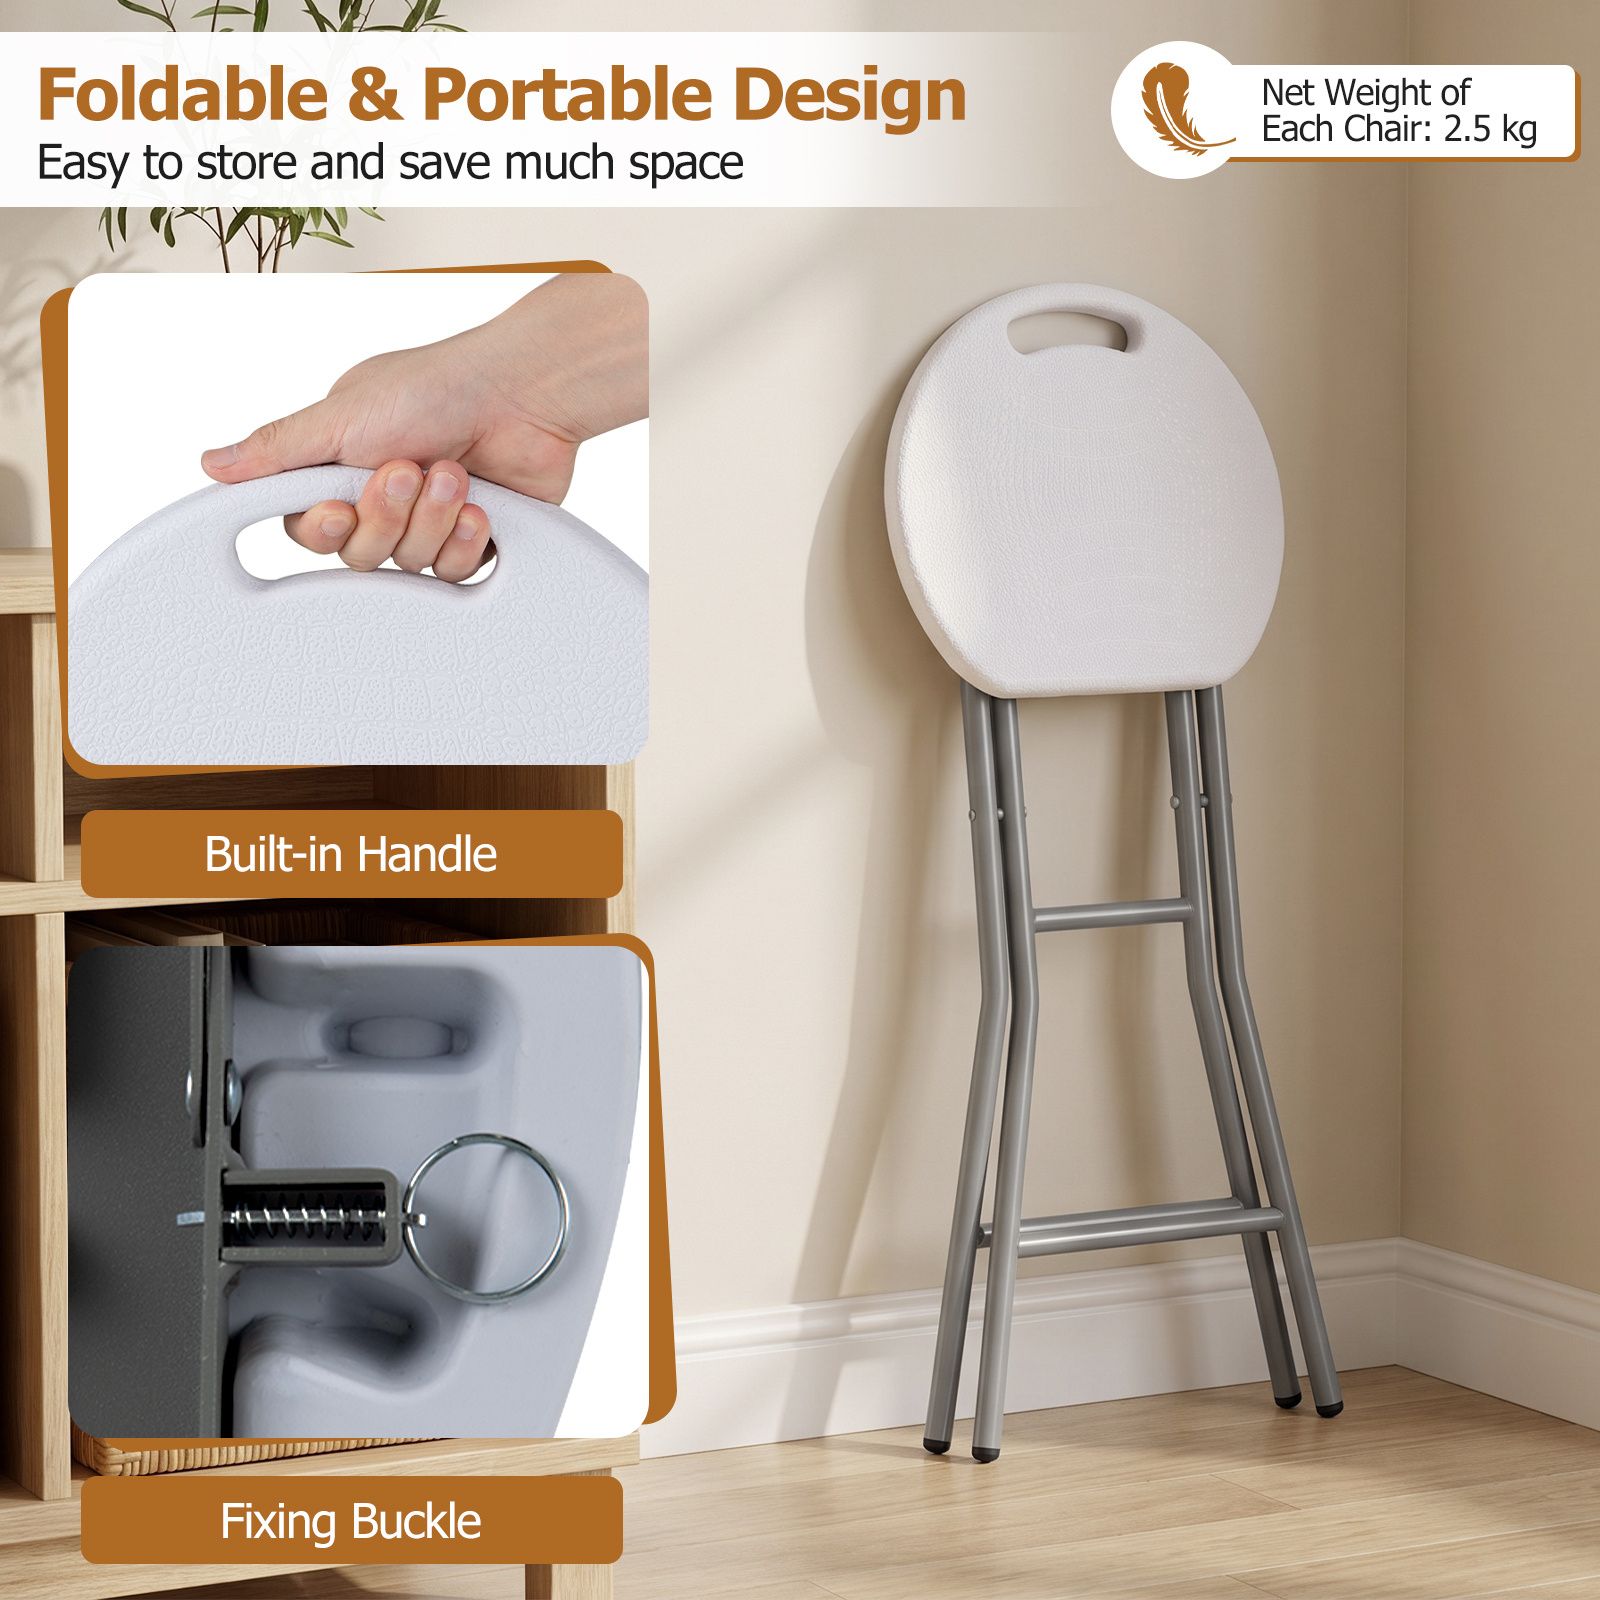 Foldable & Portable Design
Easy to store and save much space
Net Weight of
Each Chair: 2.5 kg
Built-in Handle
Fixing Buckle